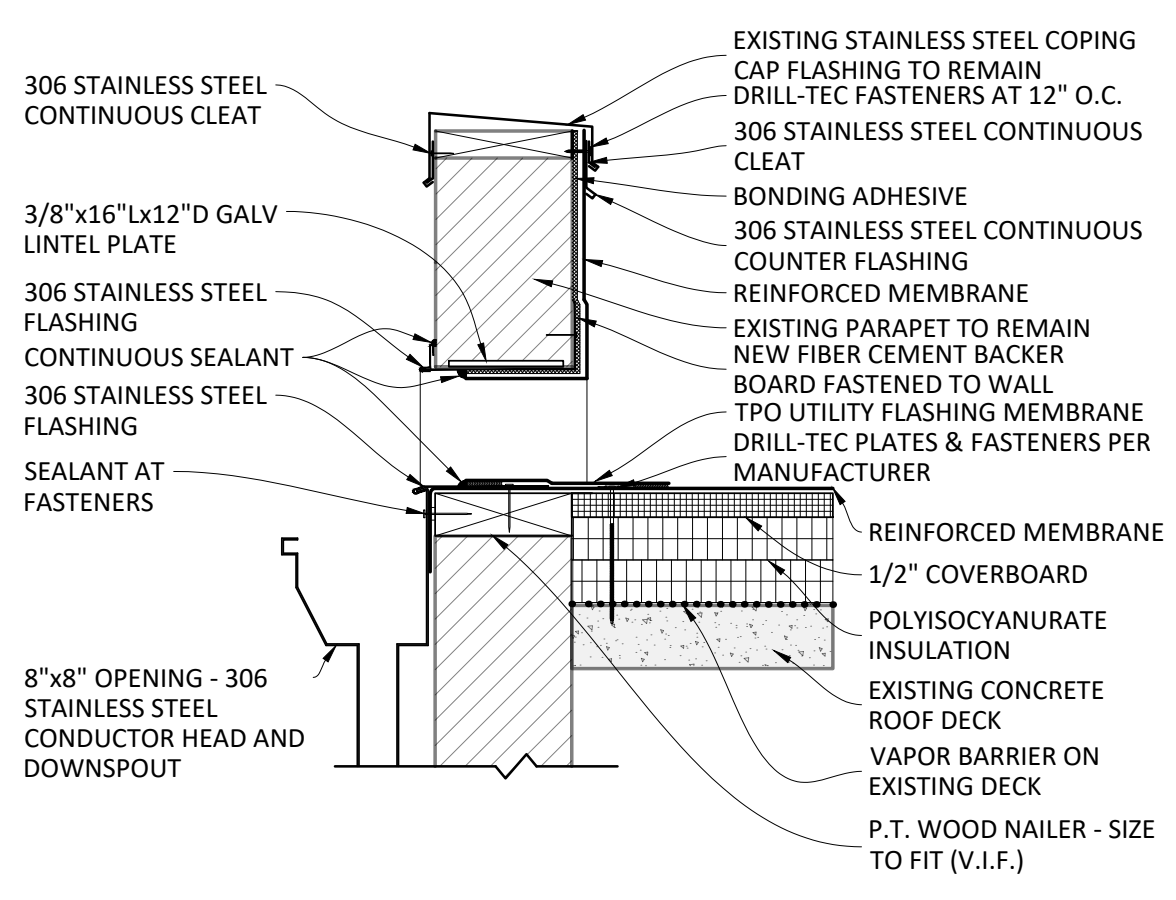 306 STAINLESS STEEL
CONTINUOUS CLEAT
3/8"x16"Lx12"D GALV
LINTEL PLATE
306 STAINLESS STEEL
FLASHING
CONTINUOUS SEALANT
306 STAINLESS STEEL
FLASHING
SEALANT AT
FASTENERS
8"x8" OPENING - 306
STAINLESS STEEL
CONDUCTOR HEAD AND
DOWNSPOUT
EXISTING STAINLESS STEEL COPING
CAP FLASHING TO REMAIN
DRILL-TEC FASTENERS AT 12" O.C.
306 STAINLESS STEEL CONTINUOUS
CLEAT
BONDING ADHESIVE
306 STAINLESS STEEL CONTINUOUS
COUNTER FLASHING
REINFORCED MEMBRANE
EXISTING PARAPET TO REMAIN
NEW FIBER CEMENT BACKER
BOARD FASTENED TO WALL
TPO UTILITY FLASHING MEMBRANE
DRILL-TEC PLATES & FASTENERS PER
MANUFACTURER
REINFORCED MEMBRANE
1/2" COVERBOARD
POLYISOCYANURATE
INSULATION
EXISTING CONCRETE
ROOF DECK
VAPOR BARRIER ON
EXISTING DECK
P.T. WOOD NAILER - SIZE
TO FIT (V.I.F.)